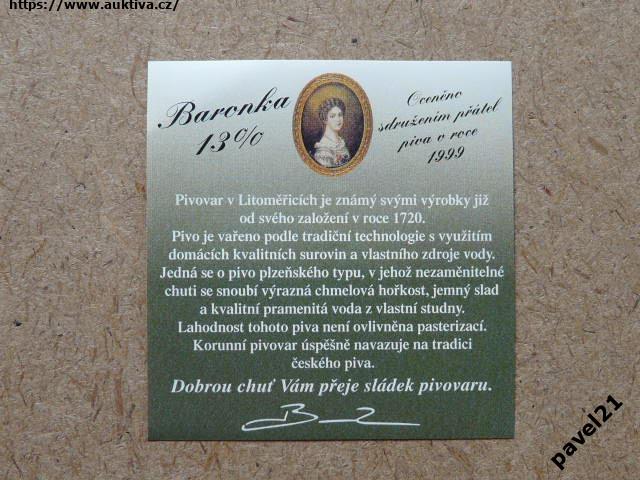 https://www.auktiva.cz/
Baronka
13%
Oceněno
sdružením přátel
piva v roce
1999
Pivovar v Litoměřicích je známý svými výrobky již
od svého založení v roce 1720.
Pivo je vařeno podle tradiční technologie s využitím
domácích kvalitních surovin a vlastního zdroje vody.
Jedná se o pivo plzeňského typu, v jehož nezaměnitelné
chuti se snoubí výrazná chmelová hořkost, jemný slad
a kvalitní pramenitá voda z vlastní studny.
Lahodnost tohoto piva není ovlivněna pasterizací.
Korunní pivovar úspěšně navazuje na tradici
českého piva.
Dobrou chuť Vám přeje sládek pivovaru.
pavel21